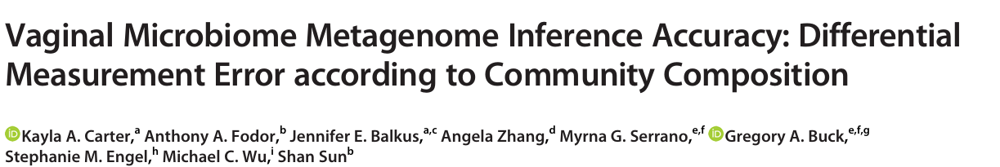 Vaginal Microbiome Metagenome Inference Accuracy: Differential
Measurement Error according to Community Composition
Kayla A. Carter,a Anthony A. Fodor,b Jennifer E. Balkus,a,c Angela Zhang,d Myrna G. Serrano,e,f Gregory A. Buck,e,f,g
Stephanie M. Engel,h Michael C. Wu,i Shan Sunb